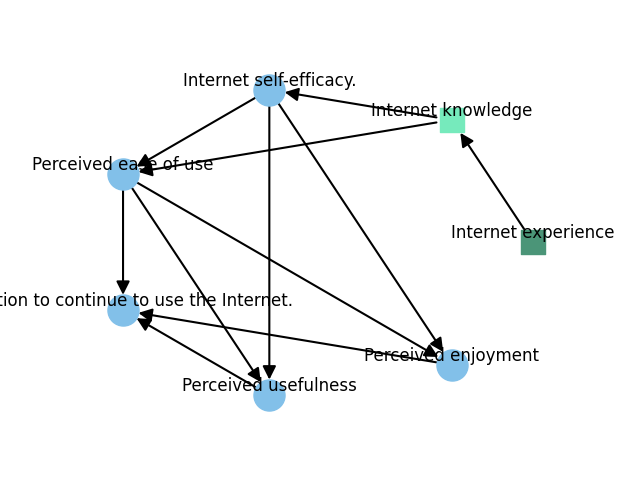 Internet self-efficacy.
Internet knowledge
Perceived ease of use
Internet experience
tion to continue to use the Internet.
Perceived enjoyment
Perceived usefulness